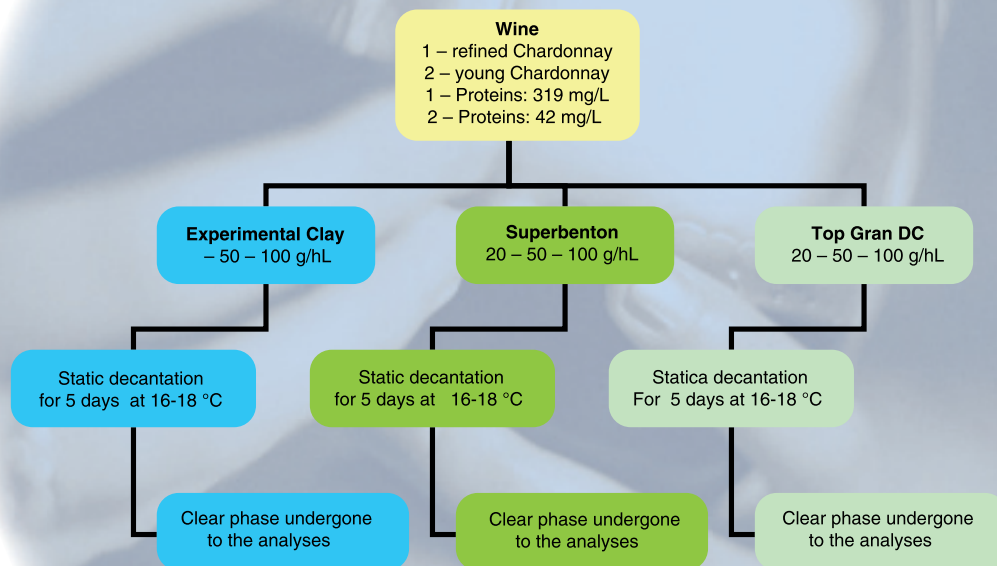 Wine
1 – refined Chardonnay
2 – young Chardonnay
1 – Proteins: 319 mg/L
2 – Proteins: 42 mg/L
Experimental Clay
– 50 – 100 g/hL
Superbenton
20 – 50 – 100 g/hL
Top Gran DC
20 – 50 – 100 g/hL
Static decantation
for 5 days at 16-18 °C
Static decantation
for 5 days at 16-18 °C
Statica decantation
For 5 days at 16-18 °C
Clear phase undergone
to the analyses
Clear phase undergone
to the analyses
Clear phase undergone
to the analyses